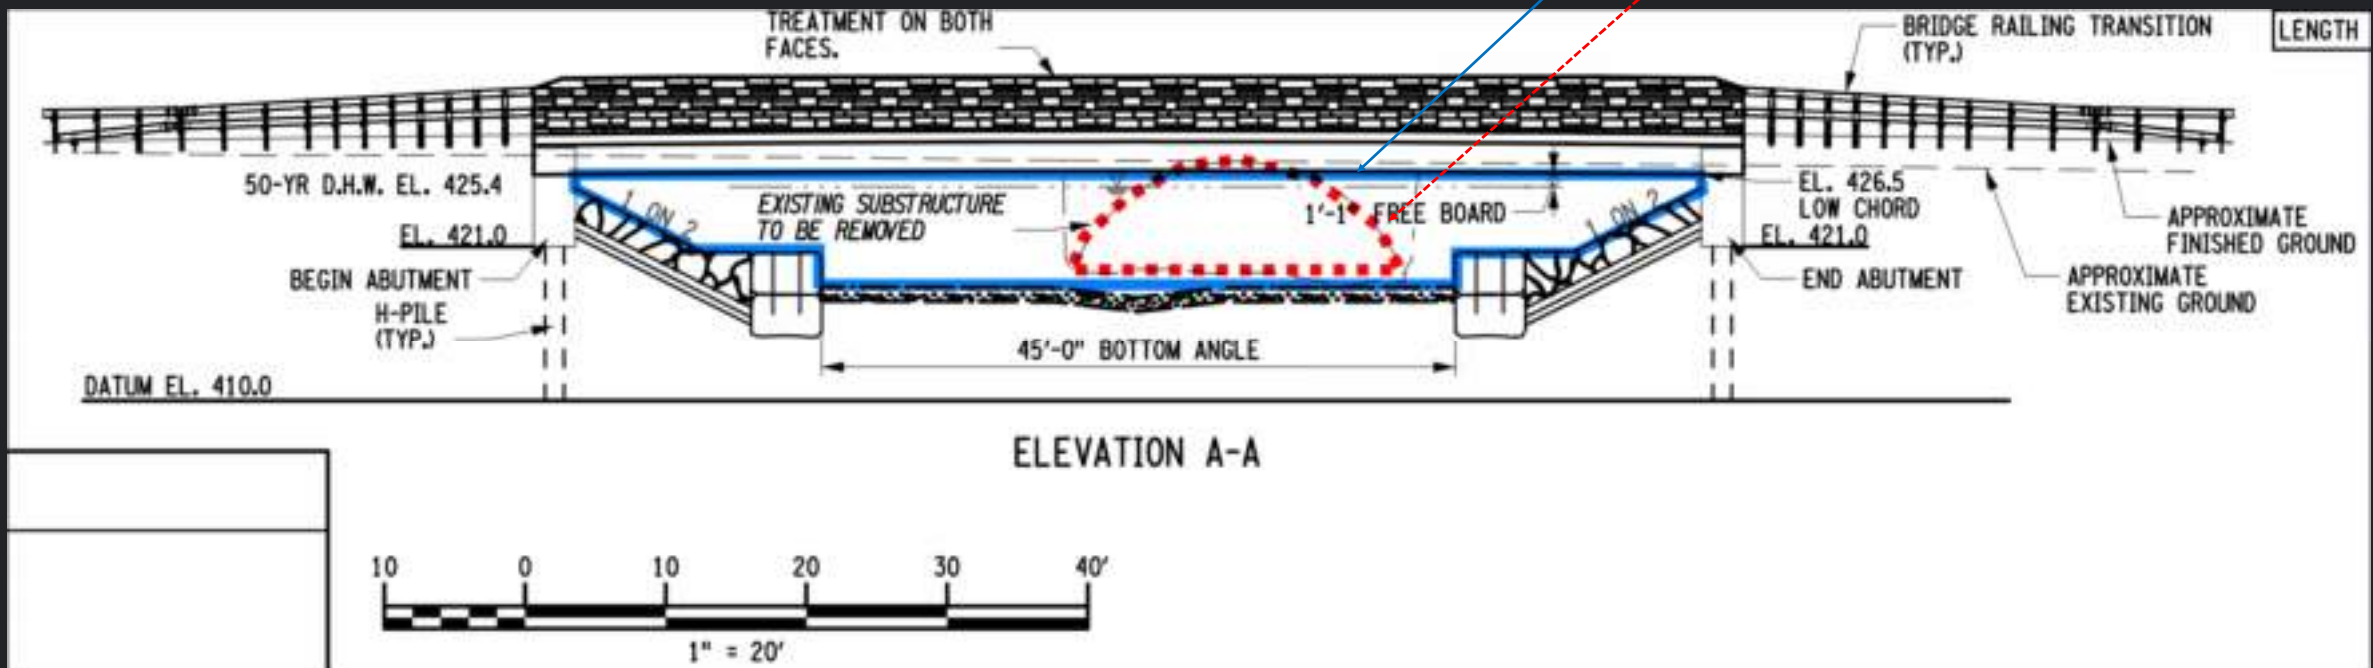 TREATMENT ON BOTH
FACES.
BRIDGE RAILING TRANSITION
(TYP.)
LENGTH
50-YR D.H.W. EL. 425.4
EXISTING SUBSTRUCTURE
TO BE REMOVED
1 ON 2
1'-1" FREE BOARD
1 ON 2
EL. 426.5
LOW CHORD
APPROXIMATE
FINISHED GROUND
EL. 421.0
EL. 421.0
BEGIN ABUTMENT
END ABUTMENT
APPROXIMATE
EXISTING GROUND
H-PILE
(TYP.)
45'-0" BOTTOM ANGLE
DATUM EL. 410.0
ELEVATION A-A
10 0 10 20 30 40'
1" = 20'